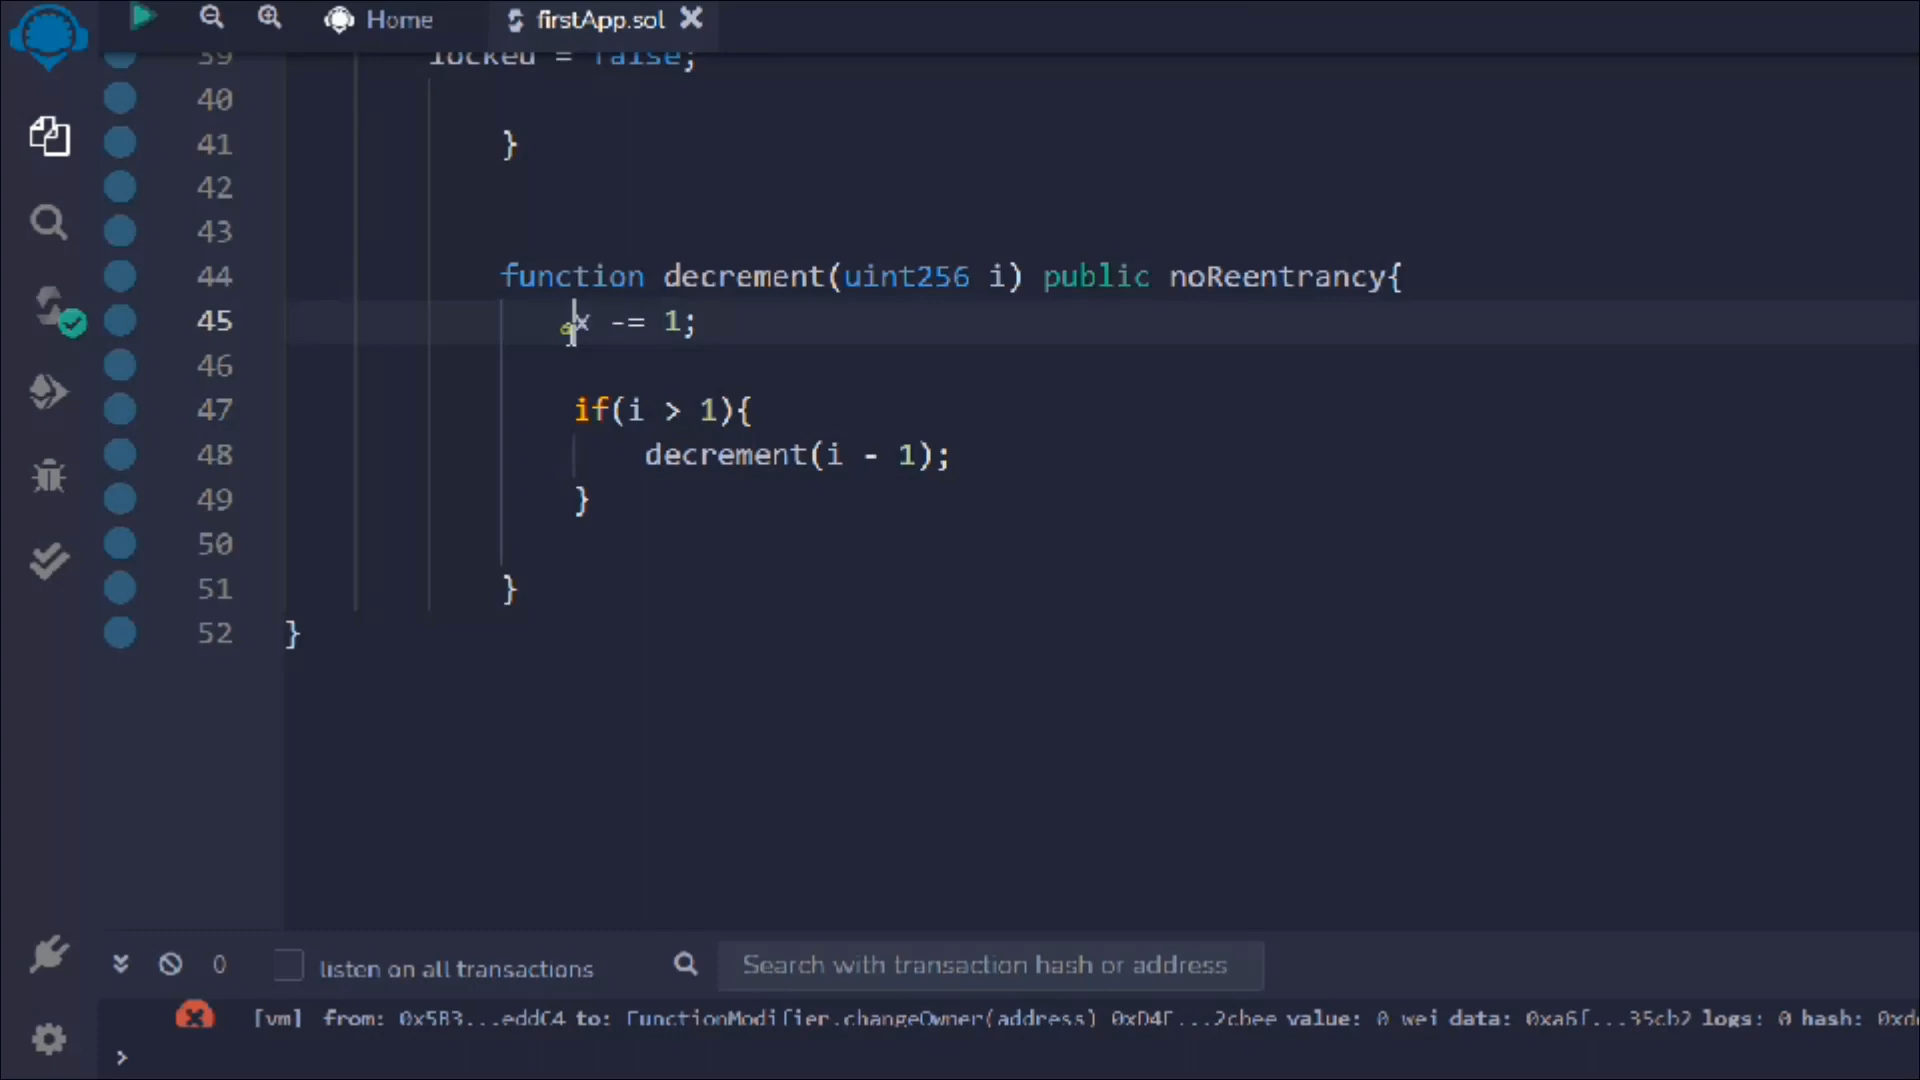 Home firstApp.sol
39 locked = false;
40
41 }
42
43
44 function decrement(uint256 i) public noReentrancy{
45 x -= 1;
46
47 if(i > 1){
48 decrement(i - 1);
49 }
50
51 }
52 }
0 listen on all transactions Search with transaction hash or address
[vm] from: 0x5B3...eddC4 to: FunctionModifier.changeOwner(address) 0xD4F...2cbee value: 0 wei data: 0xa6f...35cb2 logs: 0 hash: 0xd
>